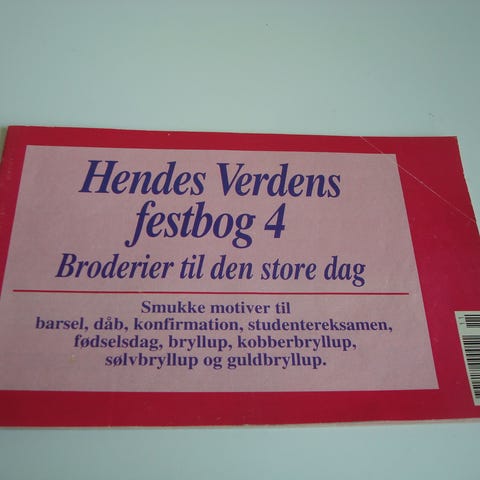 Hendes Verdens
festbog 4
Broderier til den store dag
Smukke motiver til
barsel, dåb, konfirmation, studentereksamen,
fødselsdag, bryllup, kobberbryllup,
sølvbryllup og guldbryllup.